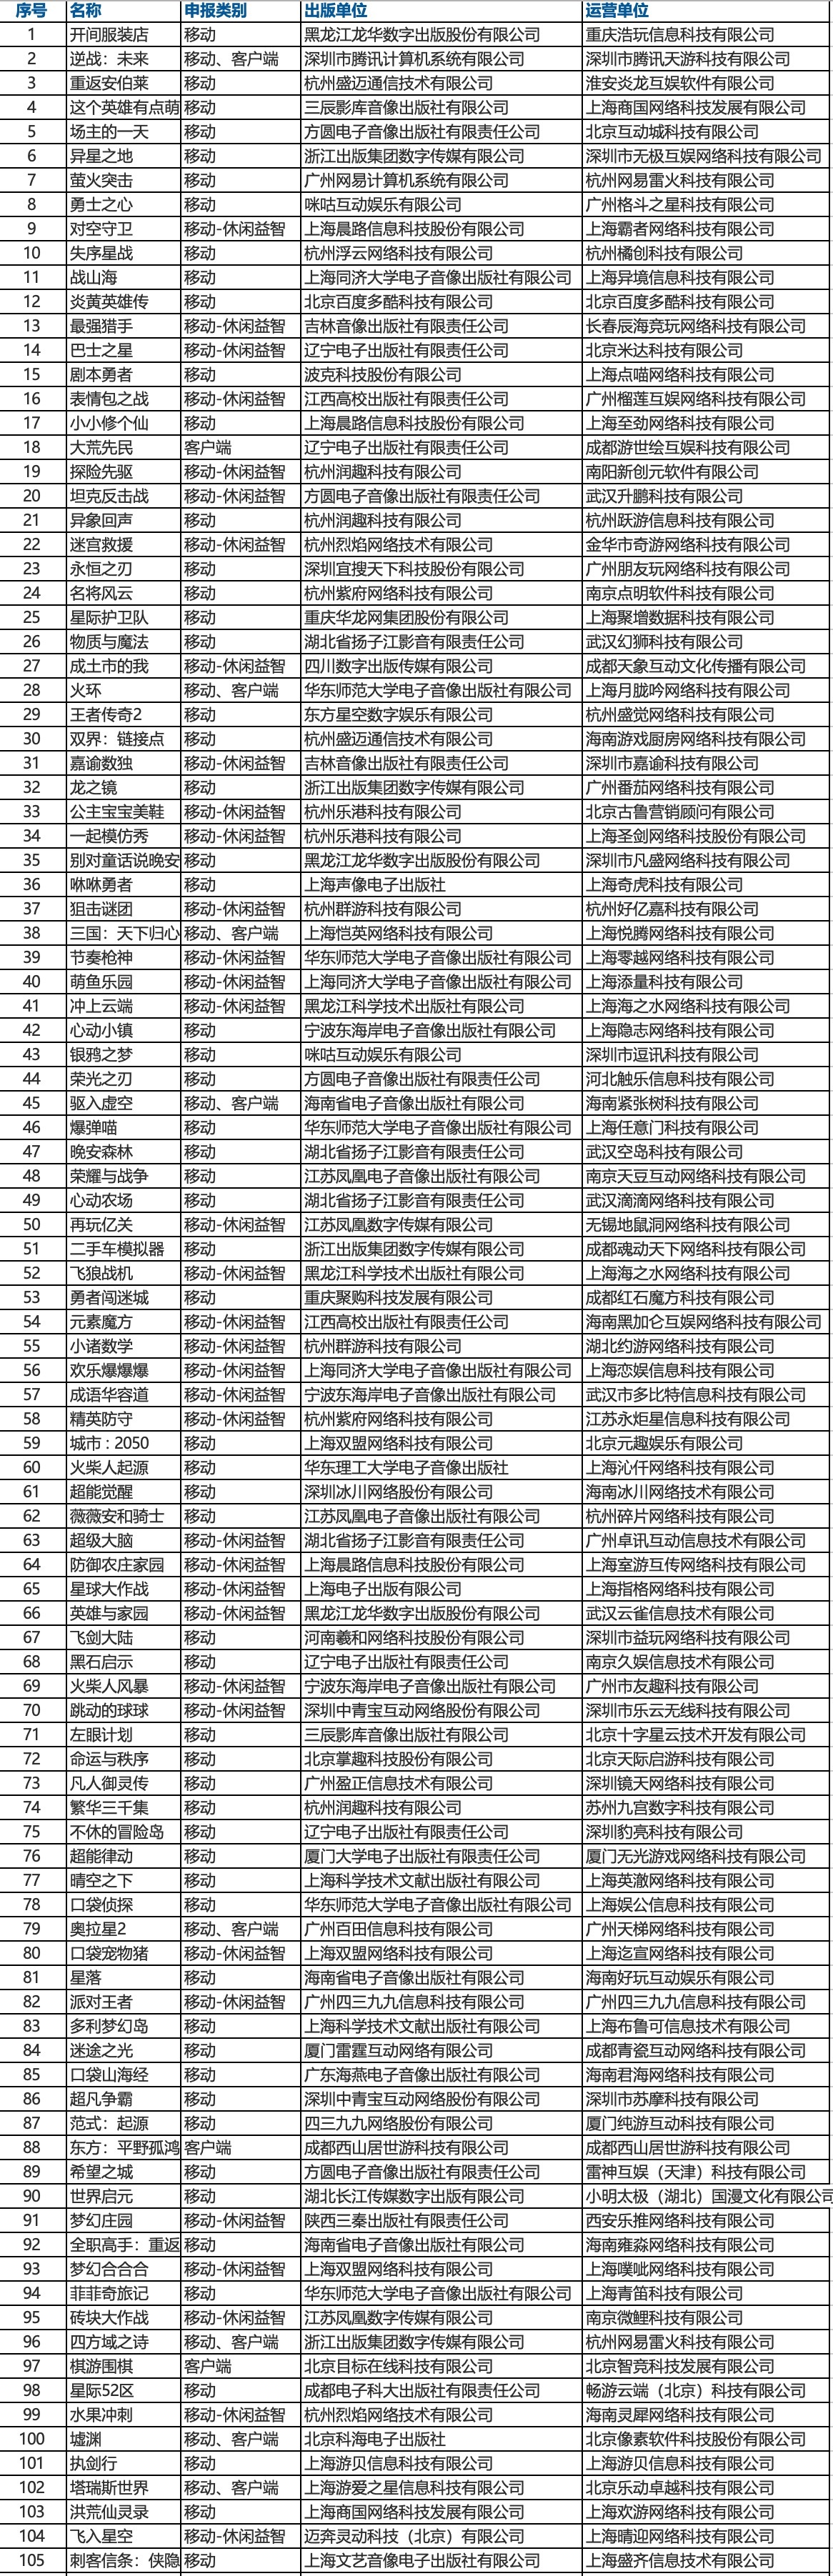 序号 名称 申报类别 出版单位 运营单位
1 开间服装店 移动 黑龙江龙华数字出版股份有限公司 重庆浩玩信息科技有限公司
2 逆战：未来 移动、客户端 深圳市腾讯计算机系统有限公司 深圳市腾讯天游科技有限公司
3 重返安伯莱 移动 杭州盛迈通信技术有限公司 淮安炎龙互娱软件有限公司
4 这个英雄有点萌 移动 三辰影库音像出版社有限公司 上海商国网络科技发展有限公司
5 场主的一天 移动 方圆电子音像出版社有限责任公司 北京互动城科技有限公司
6 异星之地 移动 浙江出版集团数字传媒有限公司 深圳市无极互娱网络科技有限公司
7 萤火突击 移动 广州网易计算机系统有限公司 杭州网易雷火科技有限公司
8 勇士之心 移动 咪咕互动娱乐有限公司 广州格斗之星科技有限公司
9 对空守卫 移动-休闲益智 上海晨路信息科技股份有限公司 上海霸者网络科技有限公司
10 失序星战 移动 杭州浮云网络科技有限公司 杭州橘创科技有限公司
11 战山海 移动 上海同济大学电子音像出版社有限公司 上海异境信息科技有限公司
12 炎黄英雄传 移动 北京百度多酷科技有限公司 北京百度多酷科技有限公司
13 最强猎手 移动-休闲益智 吉林音像出版社有限责任公司 长春辰海竞玩网络科技有限公司
14 巴士之星 移动-休闲益智 辽宁电子出版社有限责任公司 北京米达科技有限公司
15 剧本勇者 移动 波克科技股份有限公司 上海点喵网络科技有限公司
16 表情包之战 移动-休闲益智 江西高校出版社有限责任公司 广州榴莲互娱网络科技有限公司
17 小小修个仙 移动 上海晨路信息科技股份有限公司 上海至劲网络科技有限公司
18 大荒先民 客户端 辽宁电子出版社有限责任公司 成都游世绘互娱科技有限公司
19 探险先驱 移动-休闲益智 杭州润趣科技有限公司 南阳新创元软件有限公司
20 坦克反击战 移动-休闲益智 方圆电子音像出版社有限责任公司 武汉升鹏科技有限公司
21 异象回声 移动 杭州润趣科技有限公司 杭州跃游信息科技有限公司
22 迷宫救援 移动-休闲益智 杭州烈焰网络技术有限公司 金华市奇游网络科技有限公司
23 永恒之刃 移动 深圳宜搜天下科技股份有限公司 广州朋友玩网络科技有限公司
24 名将风云 移动 杭州紫府网络科技有限公司 南京点明软件科技有限公司
25 星际护卫队 移动 重庆华龙网集团股份有限公司 上海聚增数据科技有限公司
26 物质与魔法 移动 湖北省扬子江影音有限责任公司 武汉幻狮科技有限公司
27 成土市的我 移动-休闲益智 四川数字出版传媒有限公司 成都天象互动文化传播有限公司
28 火环 移动、客户端 华东师范大学电子音像出版社有限公司 上海月胧吟网络科技有限公司
29 王者传奇2 移动 东方星空数字娱乐有限公司 杭州盛觉网络科技有限公司
30 双界：链接点 移动 杭州盛迈通信技术有限公司 海南游戏厨房网络科技有限公司
31 嘉谕数独 移动-休闲益智 吉林音像出版社有限责任公司 深圳市嘉谕科技有限公司
32 龙之镜 移动 浙江出版集团数字传媒有限公司 广州番茄网络科技有限公司
33 公主宝宝美鞋 移动-休闲益智 杭州乐港科技有限公司 北京古鲁营销顾问有限公司
34 一起模仿秀 移动-休闲益智 杭州乐港科技有限公司 上海圣剑网络科技股份有限公司
35 别对童话说晚安 移动 黑龙江龙华数字出版股份有限公司 深圳市凡盛网络科技有限公司
36 咻咻勇者 移动 上海声像电子出版社 上海奇虎科技有限公司
37 狙击谜团 移动-休闲益智 杭州群游科技有限公司 杭州好亿嘉科技有限公司
38 三国：天下归心 移动、客户端 上海恺英网络科技有限公司 上海悦腾网络科技有限公司
39 节奏枪神 移动-休闲益智 华东师范大学电子音像出版社有限公司 上海零越网络科技有限公司
40 萌鱼乐园 移动-休闲益智 上海同济大学电子音像出版社有限公司 上海添量科技有限公司
41 冲上云端 移动-休闲益智 黑龙江科学技术出版社有限公司 上海海之水网络科技有限公司
42 心动小镇 移动 宁波东海岸电子音像出版社有限公司 上海隐志网络科技有限公司
43 银鸦之梦 移动 咪咕互动娱乐有限公司 深圳市逗讯科技有限公司
44 荣光之刃 移动 方圆电子音像出版社有限责任公司 河北触乐信息科技有限公司
45 驱入虚空 移动、客户端 海南省电子音像出版社有限公司 海南紧张树科技有限公司
46 爆弹喵 移动 华东师范大学电子音像出版社有限公司 上海任意门科技有限公司
47 晚安森林 移动 湖北省扬子江影音有限责任公司 武汉空岛科技有限公司
48 荣耀与战争 移动 江苏凤凰电子音像出版社有限公司 南京天豆互动网络科技有限公司
49 心动农场 移动 湖北省扬子江影音有限责任公司 武汉滴滴网络科技有限公司
50 再玩亿关 移动-休闲益智 江苏凤凰数字传媒有限公司 无锡地鼠洞网络科技有限公司
51 二手车模拟器 移动 浙江出版集团数字传媒有限公司 成都魂动天下网络科技有限公司
52 飞狼战机 移动-休闲益智 黑龙江科学技术出版社有限公司 上海海之水网络科技有限公司
53 勇者闯迷城 移动 重庆聚购科技发展有限公司 成都红石魔方科技有限公司
54 元素魔方 移动-休闲益智 江西高校出版社有限责任公司 海南黑加仑互娱网络科技有限公司
55 小诸数学 移动-休闲益智 杭州群游科技有限公司 湖北约游网络科技有限公司
56 欢乐爆爆爆 移动-休闲益智 上海同济大学电子音像出版社有限公司 上海恋娱信息科技有限公司
57 成语华容道 移动-休闲益智 宁波东海岸电子音像出版社有限公司 武汉市多比特信息科技有限公司
58 精英防守 移动-休闲益智 杭州紫府网络科技有限公司 江苏永炬星信息科技有限公司
59 城市 : 2050 移动 上海双盟网络科技有限公司 北京元趣娱乐有限公司
60 火柴人起源 移动 华东理工大学电子音像出版社 上海沁仟网络科技有限公司
61 超能觉醒 移动 深圳冰川网络股份有限公司 海南冰川网络技术有限公司
62 薇薇安和骑士 移动 江苏凤凰电子音像出版社有限公司 杭州碎片网络科技有限公司
63 超级大脑 移动-休闲益智 湖北省扬子江影音有限责任公司 广州卓讯互动信息技术有限公司
64 防御农庄家园 移动-休闲益智 上海晨路信息科技股份有限公司 上海室游互传网络科技有限公司
65 星球大作战 移动-休闲益智 上海电子出版有限公司 上海指格网络科技有限公司
66 英雄与家园 移动-休闲益智 黑龙江龙华数字出版股份有限公司 武汉云雀信息技术有限公司
67 飞剑大陆 移动 河南羲和网络科技股份有限公司 深圳市益玩网络科技有限公司
68 黑石启示 移动 辽宁电子出版社有限责任公司 南京久娱信息技术有限公司
69 火柴人风暴 移动-休闲益智 宁波东海岸电子音像出版社有限公司 广州市友趣科技有限公司
70 跳动的球球 移动-休闲益智 深圳中青宝互动网络股份有限公司 深圳市乐云无线科技有限公司
71 左眼计划 移动 三辰影库音像出版社有限公司 北京十字星云技术开发有限公司
72 命运与秩序 移动 北京掌趣科技股份有限公司 北京天际启游科技有限公司
73 凡人御灵传 移动 广州盈正信息技术有限公司 深圳镜天网络科技有限公司
74 繁华三千集 移动 杭州润趣科技有限公司 苏州九宫数字科技有限公司
75 不休的冒险岛 移动 辽宁电子出版社有限责任公司 深圳豹亮科技有限公司
76 超能律动 移动 厦门大学电子出版社有限责任公司 厦门无光游戏网络科技有限公司
77 晴空之下 移动 上海科学技术文献出版社有限公司 上海英澈网络科技有限公司
78 口袋侦探 移动 华东师范大学电子音像出版社有限公司 上海娱公信息科技有限公司
79 奥拉星2 移动、客户端 广州百田信息科技有限公司 广州天梯网络科技有限公司
80 口袋宠物猪 移动-休闲益智 上海双盟网络科技有限公司 上海迄宣网络科技有限公司
81 星落 移动 海南省电子音像出版社有限公司 海南好玩互动娱乐有限公司
82 派对王者 移动-休闲益智 广州四三九九信息科技有限公司 广州四三九九信息科技有限公司
83 多利梦幻岛 移动 上海科学技术文献出版社有限公司 上海布鲁可信息技术有限公司
84 迷途之光 移动 厦门雷霆互动网络有限公司 成都青瓷互动网络科技有限公司
85 口袋山海经 移动 广东海燕电子音像出版社有限公司 海南君海网络科技有限公司
86 超凡争霸 移动 深圳中青宝互动网络股份有限公司 深圳市苏摩科技有限公司
87 范式：起源 移动 四三九九网络股份有限公司 厦门纯游互动科技有限公司
88 东方：平野孤鸿 客户端 成都西山居世游科技有限公司 成都西山居世游科技有限公司
89 希望之城 移动 方圆电子音像出版社有限责任公司 雷神互娱（天津）科技有限公司
90 世界启元 移动 湖北长江传媒数字出版有限公司 小明太极（湖北）国漫文化有限公司
91 梦幻庄园 移动-休闲益智 陕西三秦出版社有限责任公司 西安乐推网络科技有限公司
92 全职高手：重返 移动 海南省电子音像出版社有限公司 海南雍淼网络科技有限公司
93 梦幻合合合 移动-休闲益智 上海双盟网络科技有限公司 上海噗呲网络科技有限公司
94 菲菲奇旅记 移动 华东师范大学电子音像出版社有限公司 上海青笛科技有限公司
95 砖块大作战 移动-休闲益智 江苏凤凰数字传媒有限公司 南京微鲤科技有限公司
96 四方域之诗 移动、客户端 浙江出版集团数字传媒有限公司 杭州网易雷火科技有限公司
97 棋游围棋 客户端 北京目标在线科技有限公司 北京智竞科技发展有限公司
98 星际52区 移动 成都电子科大出版社有限责任公司 畅游云端（北京）科技有限公司
99 水果冲刺 移动-休闲益智 杭州烈焰网络技术有限公司 海南灵犀网络科技有限公司
100 墟渊 移动、客户端 北京科海电子出版社 北京像素软件科技股份有限公司
101 执剑行 移动 上海游贝信息科技有限公司 上海游贝信息科技有限公司
102 塔瑞斯世界 移动、客户端 上海游爱之星信息科技有限公司 北京乐动卓越科技有限公司
103 洪荒仙灵录 移动 上海商国网络科技发展有限公司 上海欢游网络科技有限公司
104 飞入星空 移动-休闲益智 迈奔灵动科技（北京）有限公司 上海晴迎网络科技有限公司
105 刺客信条：侠隐 移动 上海文艺音像电子出版社有限公司 上海盛齐信息技术有限公司